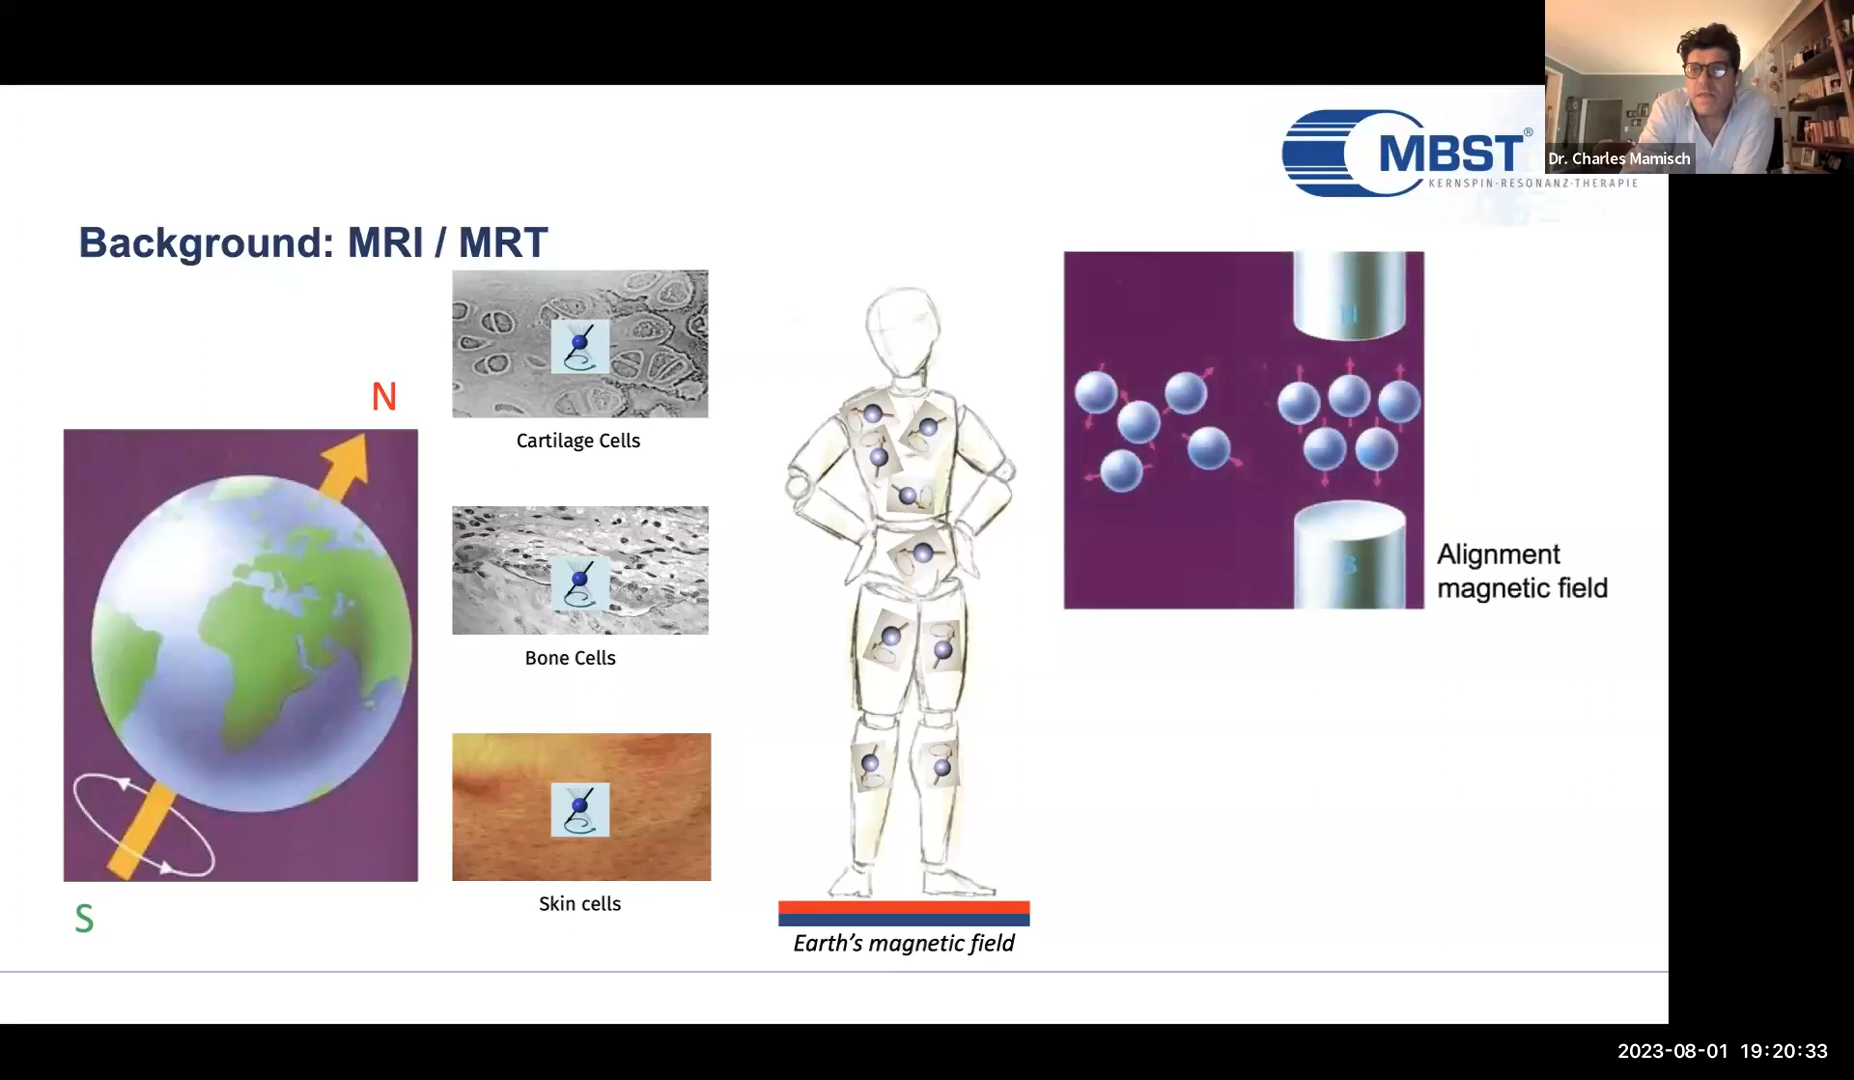 MBST®
KERNSPIN·RESONANZ·THERAPIE
Dr. Charles Mamisch
Background: MRI / MRT
N
S
Cartilage Cells
Bone Cells
Skin cells
Earth's magnetic field
N
S
Alignment
magnetic field
2023-08-01 19:20:33